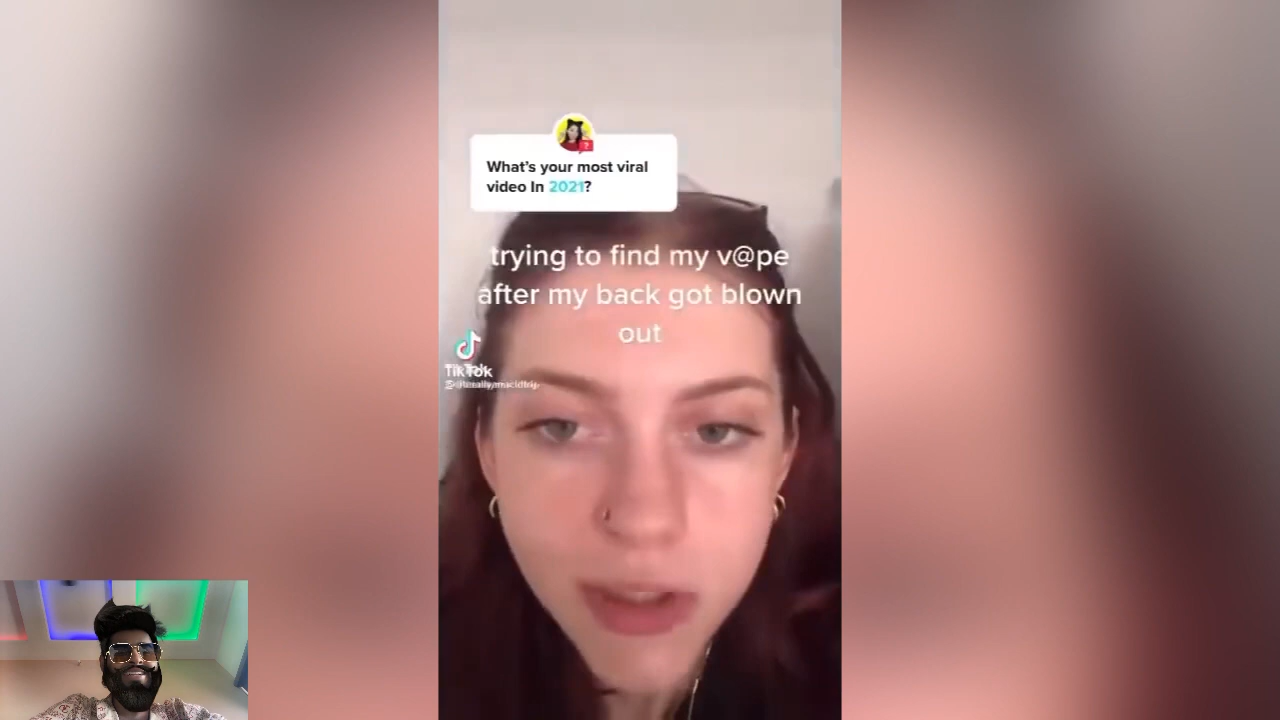 What's your most viral
video In 2021?
trying to find my v@pe
after my back got blown
out
TikTok